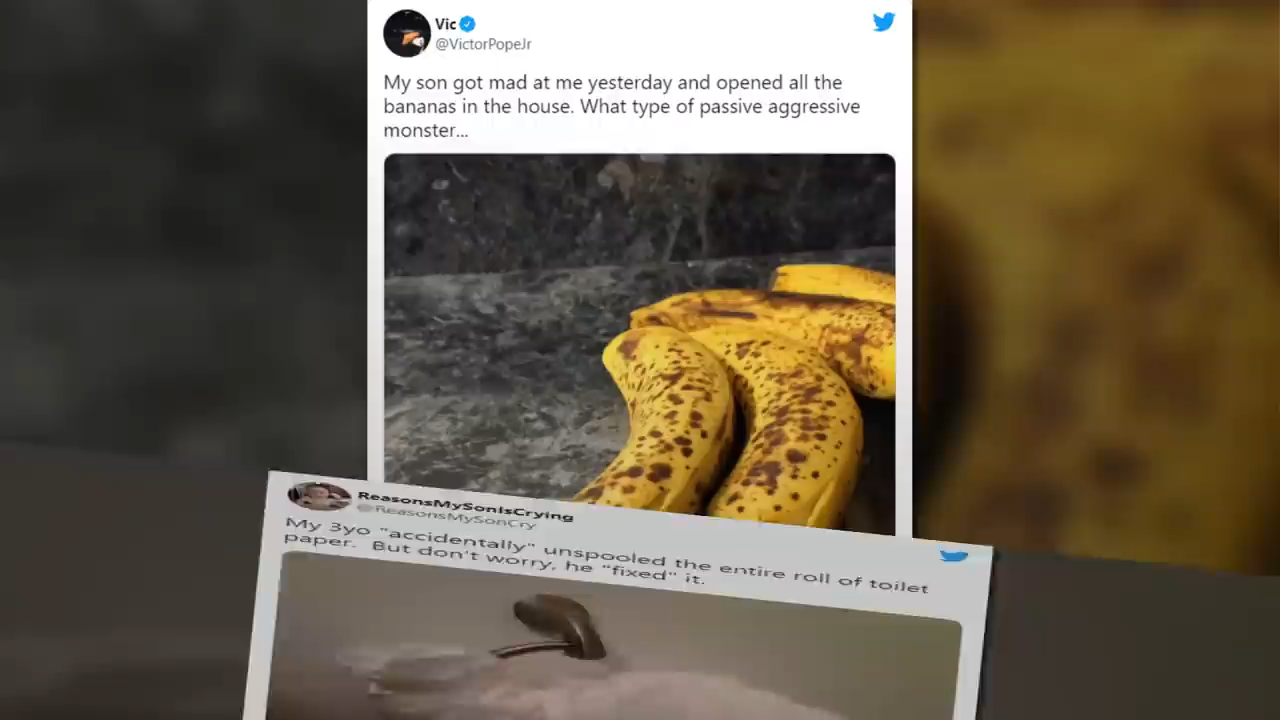 Vic
@VictorPopeJr
My son got mad at me yesterday and opened all the
bananas in the house. What type of passive aggressive
monster...
ReasonsMySonIsCrying
@ReasonsMySonCry
My 3yo "accidentally" unspooled the entire roll of toilet
paper. But don't worry, he "fixed" it.